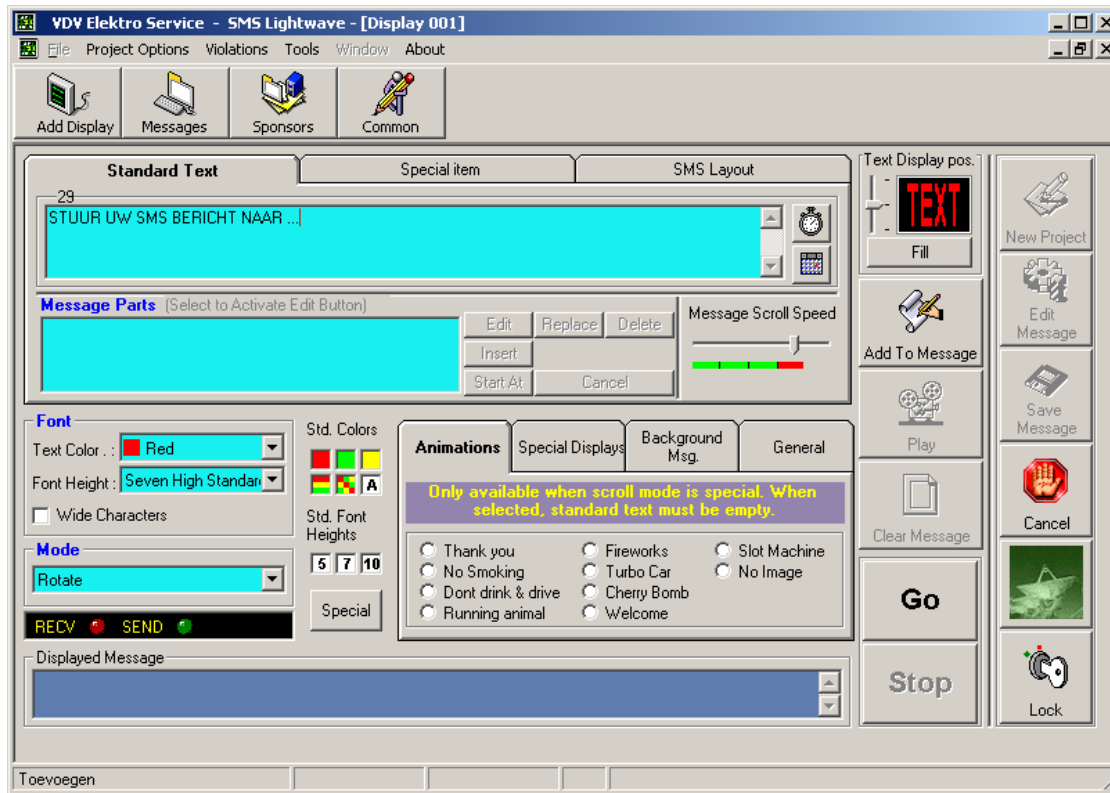 VDV Elektro Service - SMS Lightwave - [Display 001]
File Project Options Violations Tools Window About
Add Display Messages Sponsors Common
Standard Text Special item SMS Layout
29
STUUR UW SMS BERICHT NAAR ...
Message Parts (Select to Activate Edit Button)
Edit Replace Delete
Insert
Start At Cancel
Message Scroll Speed
Text Display pos.
TEXT
Fill
Add To Message
Play
Clear Message
Go
Stop
New Project
Edit
Message
Save
Message
Cancel
Lock
Font
Text Color . : Red
Font Height : Seven High Standar
Wide Characters
Mode
Rotate
RECV SEND
Std. Colors
A
Std. Font
Heights
5 7 10
Special
Animations Special Displays Background Msg. General
Only available when scroll mode is special. When
selected, standard text must be empty.
Thank you Fireworks Slot Machine
No Smoking Turbo Car No Image
Dont drink & drive Cherry Bomb
Running animal Welcome
Displayed Message
Toevoegen